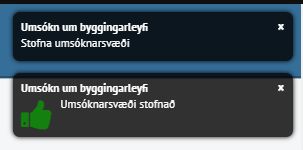 Umsókn um byggingarleyfi x
Stofna umsóknarsvæði
Umsókn um byggingarleyfi x
Umsóknarsvæði stofnað